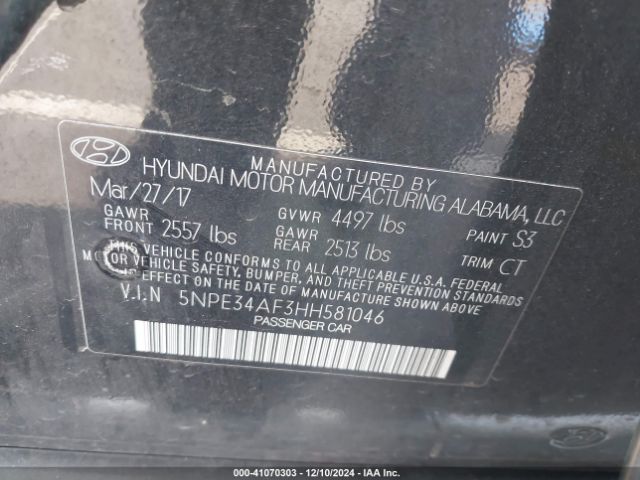 MANUFACTURED BY
HYUNDAI MOTOR MANUFACTURING ALABAMA, LLC
Mar/27/17
GAWR FRONT 2557 lbs
GVWR 4497 lbs
GAWR REAR 2513 lbs
PAINT S3
TRIM CT
THIS VEHICLE CONFORMS TO ALL APPLICABLE U.S.A. FEDERAL
MOTOR VEHICLE SAFETY, BUMPER, AND THEFT PREVENTION STANDARDS
IN EFFECT ON THE DATE OF MANUFACTURE SHOWN ABOVE
V.I.N 5NPE34AF3HH581046
PASSENGER CAR
000-41070303 - 12/10/2024 - IAA Inc.